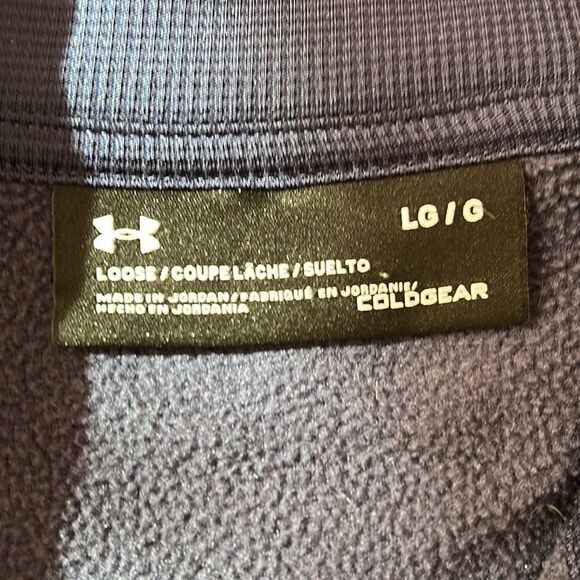 LG / G
LOOSE / COUPE LÂCHE / SUELTO
MADE IN JORDAN / FABRIQUÉ EN JORDANIE /
HECHO EN JORDANIA
COLDGEAR